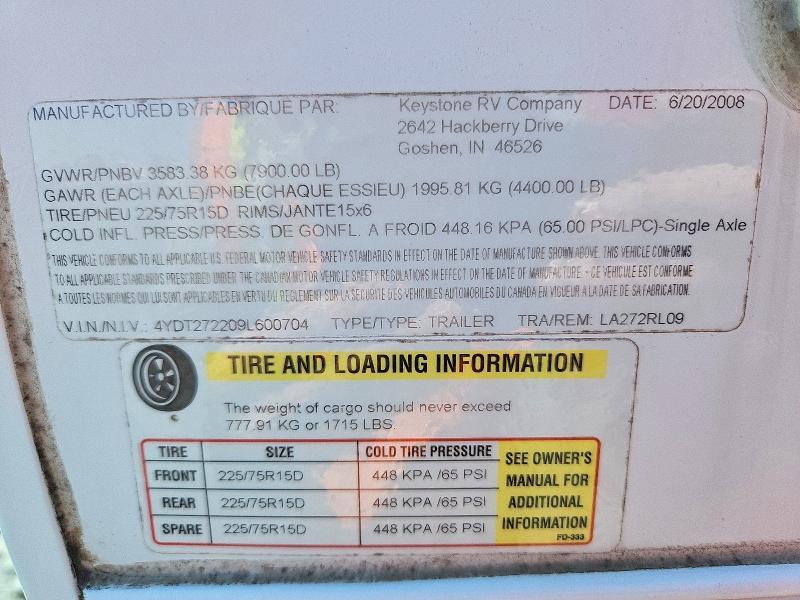 MANUFACTURED BY/FABRIQUE PAR: Keystone RV Company DATE: 6/20/2008
2642 Hackberry Drive
Goshen, IN 46526
GVWR/PNBV 3583.38 KG (7900.00 LB)
GAWR (EACH AXLE)/PNBE(CHAQUE ESSIEU) 1995.81 KG (4400.00 LB)
TIRE/PNEU 225/75R15D RIMS/JANTE15x6
COLD INFL. PRESS/PRESS. DE GONFL. A FROID 448.16 KPA (65.00 PSI/LPC)-Single Axle
THIS VEHICLE CONFORMS TO ALL APPLICABLE U.S. FEDERAL MOTOR VEHICLE SAFETY STANDARDS IN EFFECT ON THE DATE OF MANUFACTURE SHOWN ABOVE. THIS VEHICLE CONFORMS
TO ALL APPLICABLE STANDARDS PRESCRIBED UNDER THE CANADIAN MOTOR VEHICLE SAFETY REGULATIONS IN EFFECT ON THE DATE OF MANUFACTURE. - CE VEHICULE EST CONFORME
A TOUTES LES NORMES QUI LUI SONT APPLICABLES EN VERTU DU REGLEMENT SUR LA SECURITE DES VEHICULES AUTOMOBILES DU CANADA EN VIGUEUR A LA DATE DE SA FABRICATION.
V.I.N./N.I.V.: 4YDT272209L600704 TYPE/TYPE: TRAILER TRA/REM: LA272RL09
TIRE AND LOADING INFORMATION
The weight of cargo should never exceed
777.91 KG or 1715 LBS.
TIRE SIZE COLD TIRE PRESSURE
FRONT 225/75R15D 448 KPA /65 PSI
REAR 225/75R15D 448 KPA /65 PSI
SPARE 225/75R15D 448 KPA /65 PSI
SEE OWNER'S
MANUAL FOR
ADDITIONAL
INFORMATION
FD-333